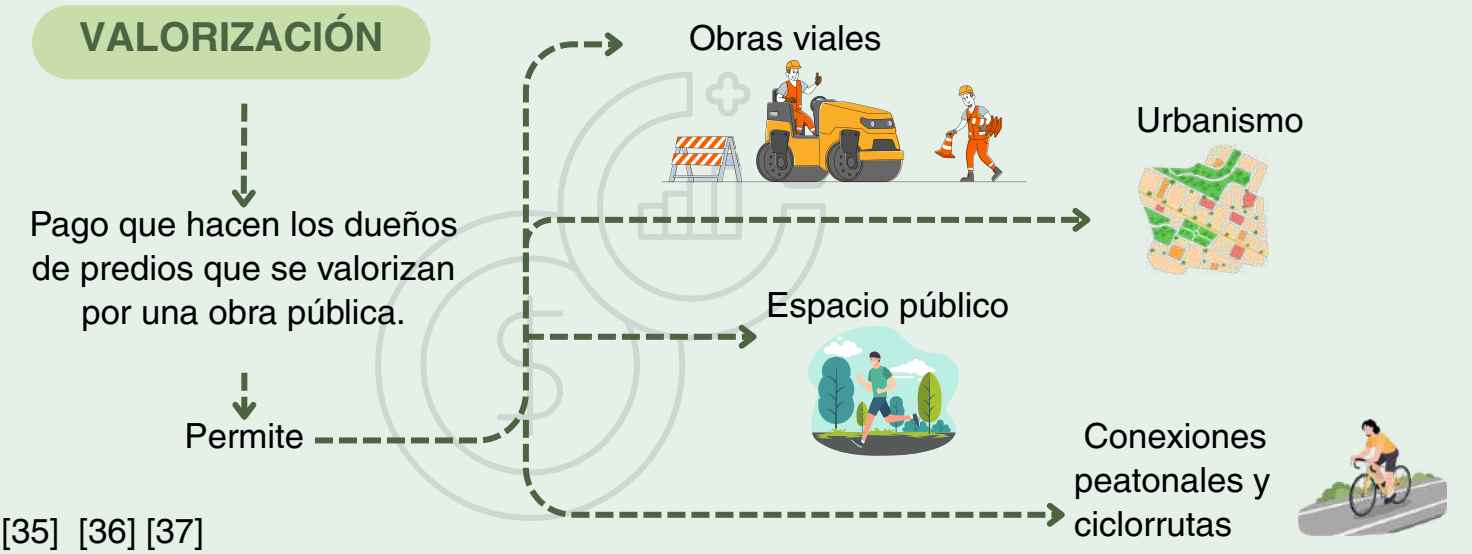 VALORIZACIÓN
Pago que hacen los dueños
de predios que se valorizan
por una obra pública.
Permite
Obras viales
Urbanismo
Espacio público
Conexiones
peatonales y
ciclorrutas
[35] [36] [37]